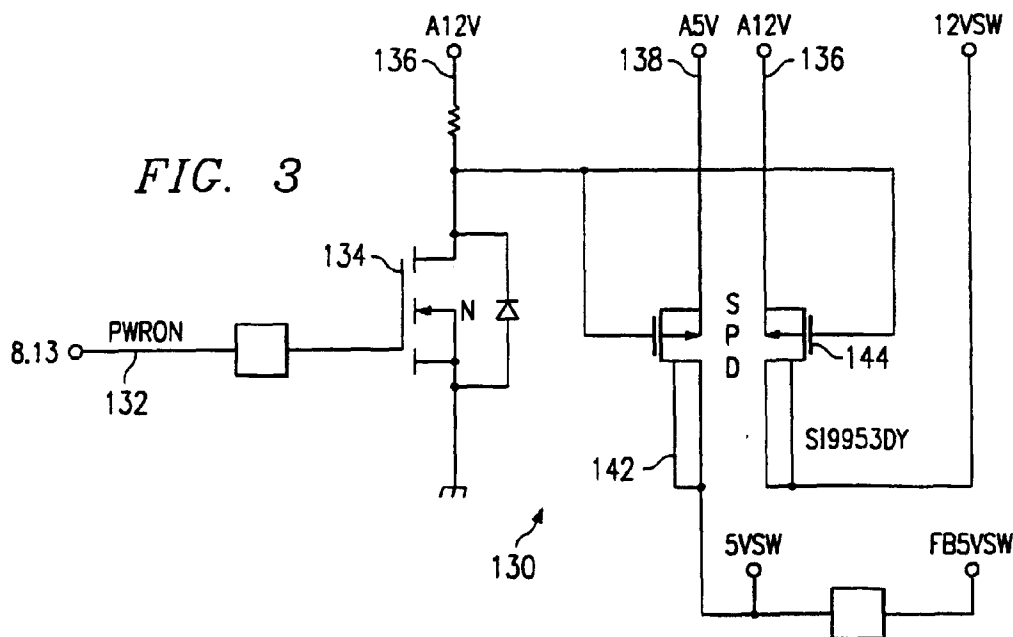 A12V
A5V
A12V
12VSW
136
138
136
FIG. 3
134
S
PWRON
N
P
8.13
D
144
132
SI9953DY
142
130
5VSW
FB5VSW